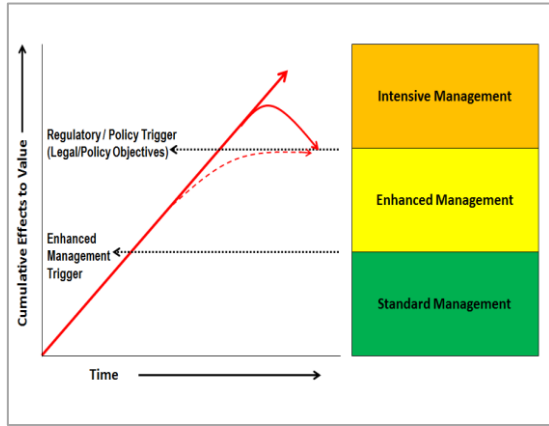 Cumulative Effects to Value
Regulatory / Policy Trigger
(Legal/Policy Objectives)
Enhanced
Management
Trigger
Time
Intensive Management
Enhanced Management
Standard Management